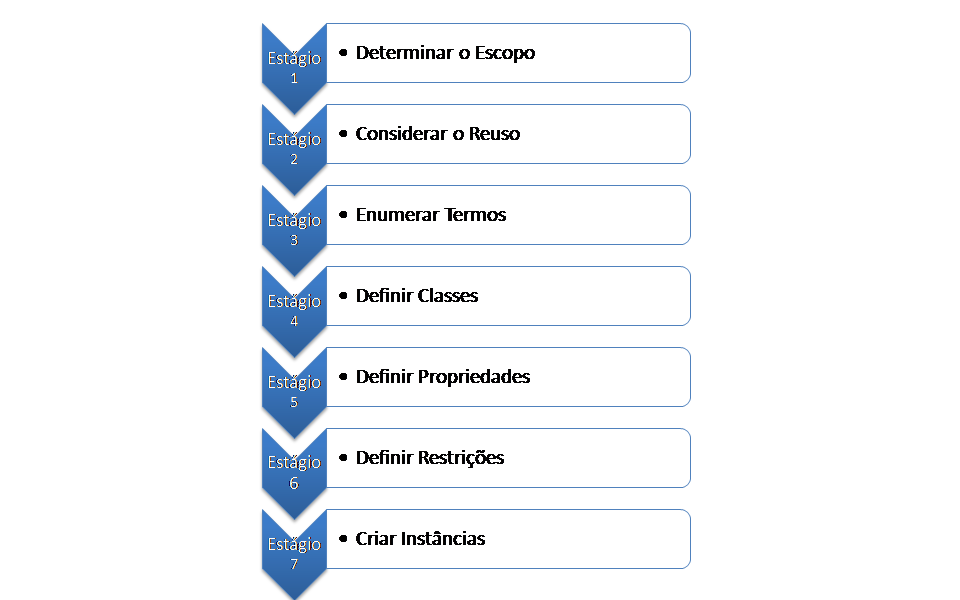 Estágio
1
• Determinar o Escopo
Estágio
2
• Considerar o Reuso
Estágio
3
• Enumerar Termos
Estágio
4
• Definir Classes
Estágio
5
• Definir Propriedades
Estágio
6
• Definir Restrições
Estágio
7
• Criar Instâncias